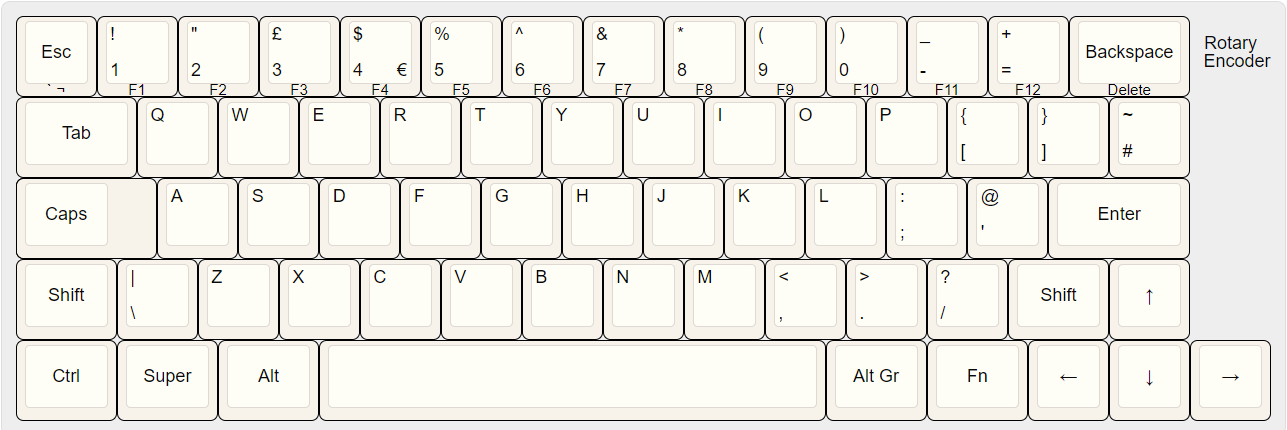 Esc ! " £ $ % ^ & * ( ) _ + Backspace Rotary
1 2 3 4 € 5 6 7 8 9 0 - = Encoder
` ¬ F1 F2 F3 F4 F5 F6 F7 F8 F9 F10 F11 F12 Delete
Tab Q W E R T Y U I O P { } ~
[ ] #
Caps A S D F G H J K L : @ Enter
; '
Shift | Z X C V B N M < > ? Shift ↑
\ , . /
Ctrl Super Alt Alt Gr Fn ← ↓ →